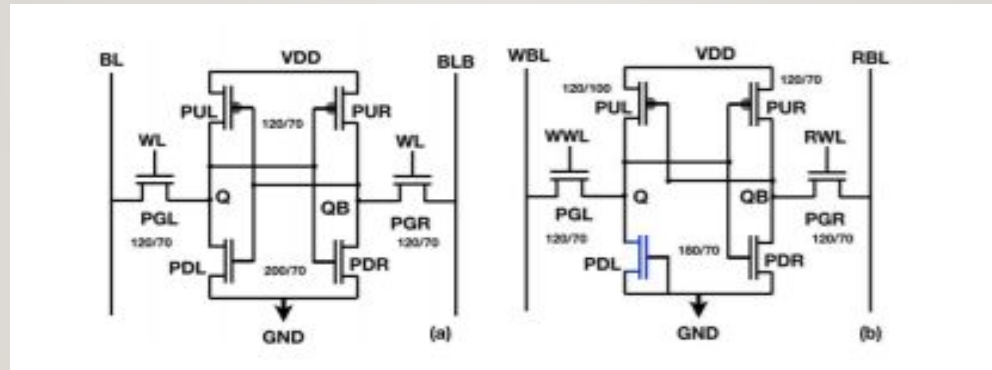 BL
VDD
BLB
PUL
120/70
PUR
WL
WL
Q
QB
PGL
120/70
PGR
120/70
PDL
200/70
PDR
GND
(a)
WBL
VDD
RBL
120/100
PUL
120/70
PUR
WWL
RWL
Q
QB
PGL
120/70
PGR
120/70
PDL
180/70
PDR
GND
(b)